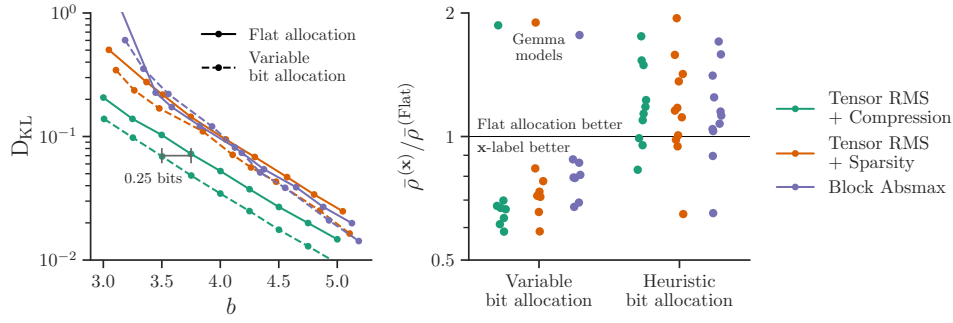 10⁰
10⁻¹
10⁻²
D_KL
3.0 3.5 4.0 4.5 5.0
b
Flat allocation
Variable
bit allocation
0.25 bits
2
1
0.5
ρ̄⁽ˣ⁾/ρ̄⁽Flat⁾
Gemma
models
Flat allocation better
x-label better
Variable
bit allocation
Heuristic
bit allocation
Tensor RMS
+ Compression
Tensor RMS
+ Sparsity
Block Absmax